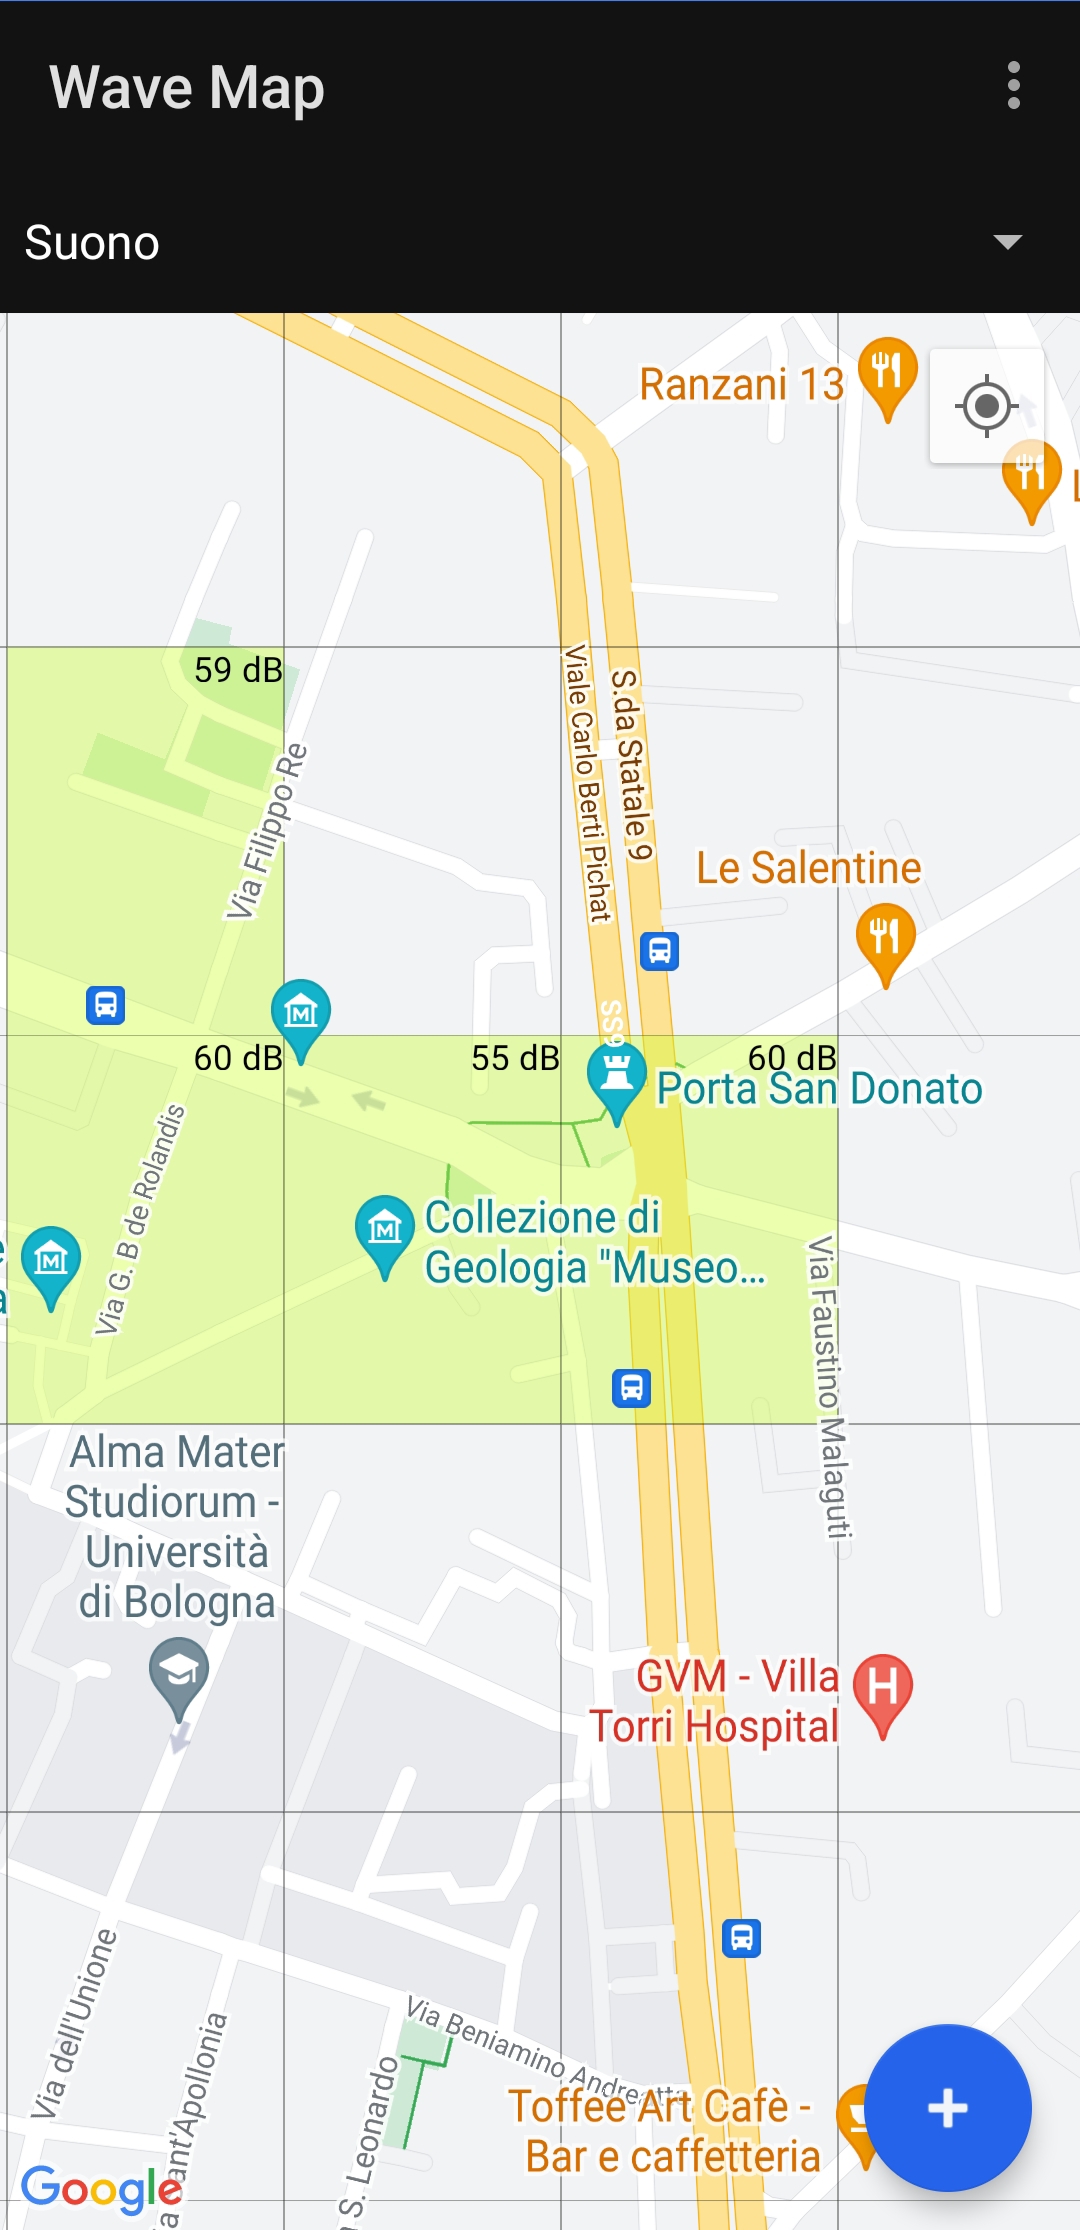 Wave Map
Suono
Ranzani 13
L
59 dB
Via Filippo Re
Viale Carlo Berti Pichat
S.da Statale 9
Le Salentine
SS9
60 dB
55 dB
60 dB
Porta San Donato
Via G. B de Rolandis
Collezione di
Geologia "Museo...
e
a
Via Faustino Malaguti
Alma Mater
Studiorum -
Università
di Bologna
H
GVM - Villa
Torri Hospital
Via dell'Unione
ant'Apollonia
S. Leonardo
Via Beniamino Andreatta
Toffee Art Cafè -
Bar e caffetteria
Google